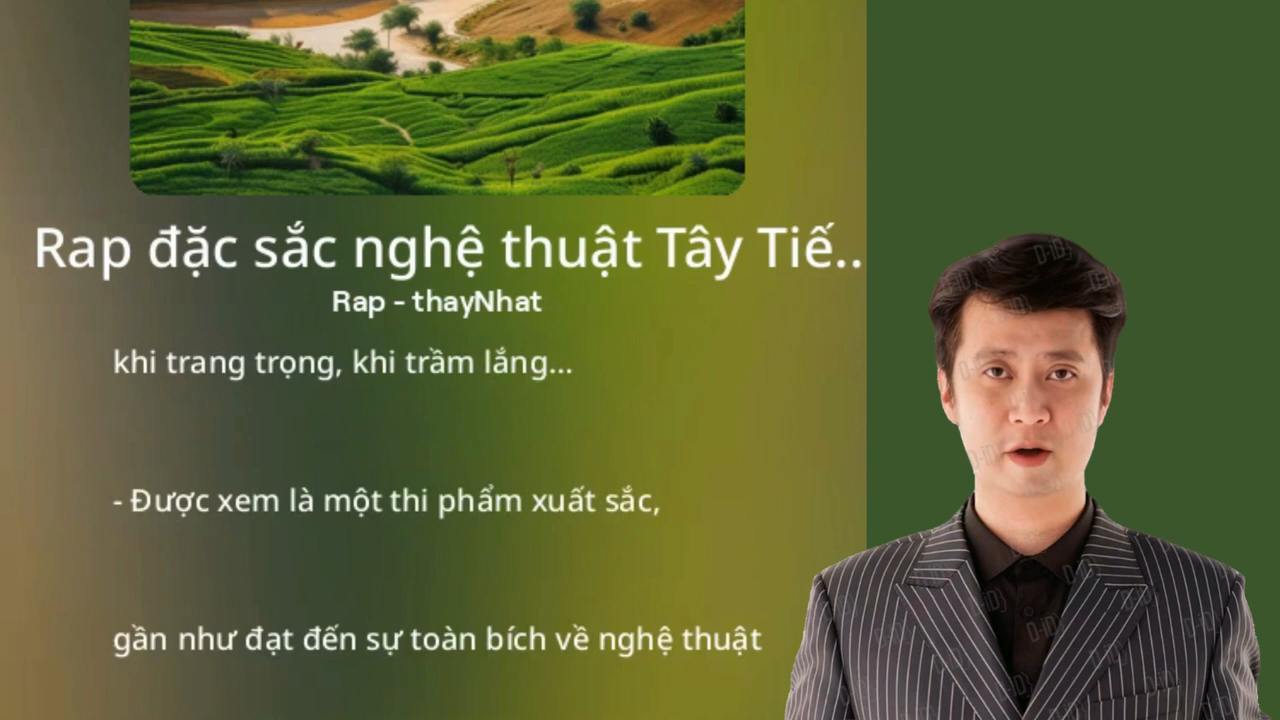 Rap đặc sắc nghệ thuật Tây Tiế..
Rap - thayNhat
khi trang trọng, khi trầm lắng...
- Được xem là một thi phẩm xuất sắc,
gần như đạt đến sự toàn bích về nghệ thuật
D-iD